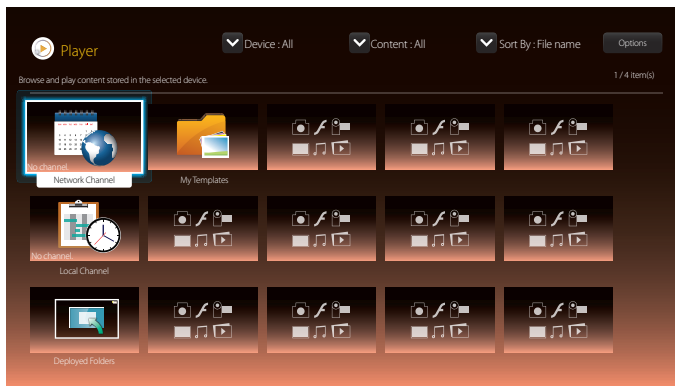 Player
Device : All
Content : All
Sort By : File name
Options
Browse and play content stored in the selected device.
1 / 4 item(s)
No channel.
Network Channel
My Templates
No channel.
Local Channel
Deployed Folders